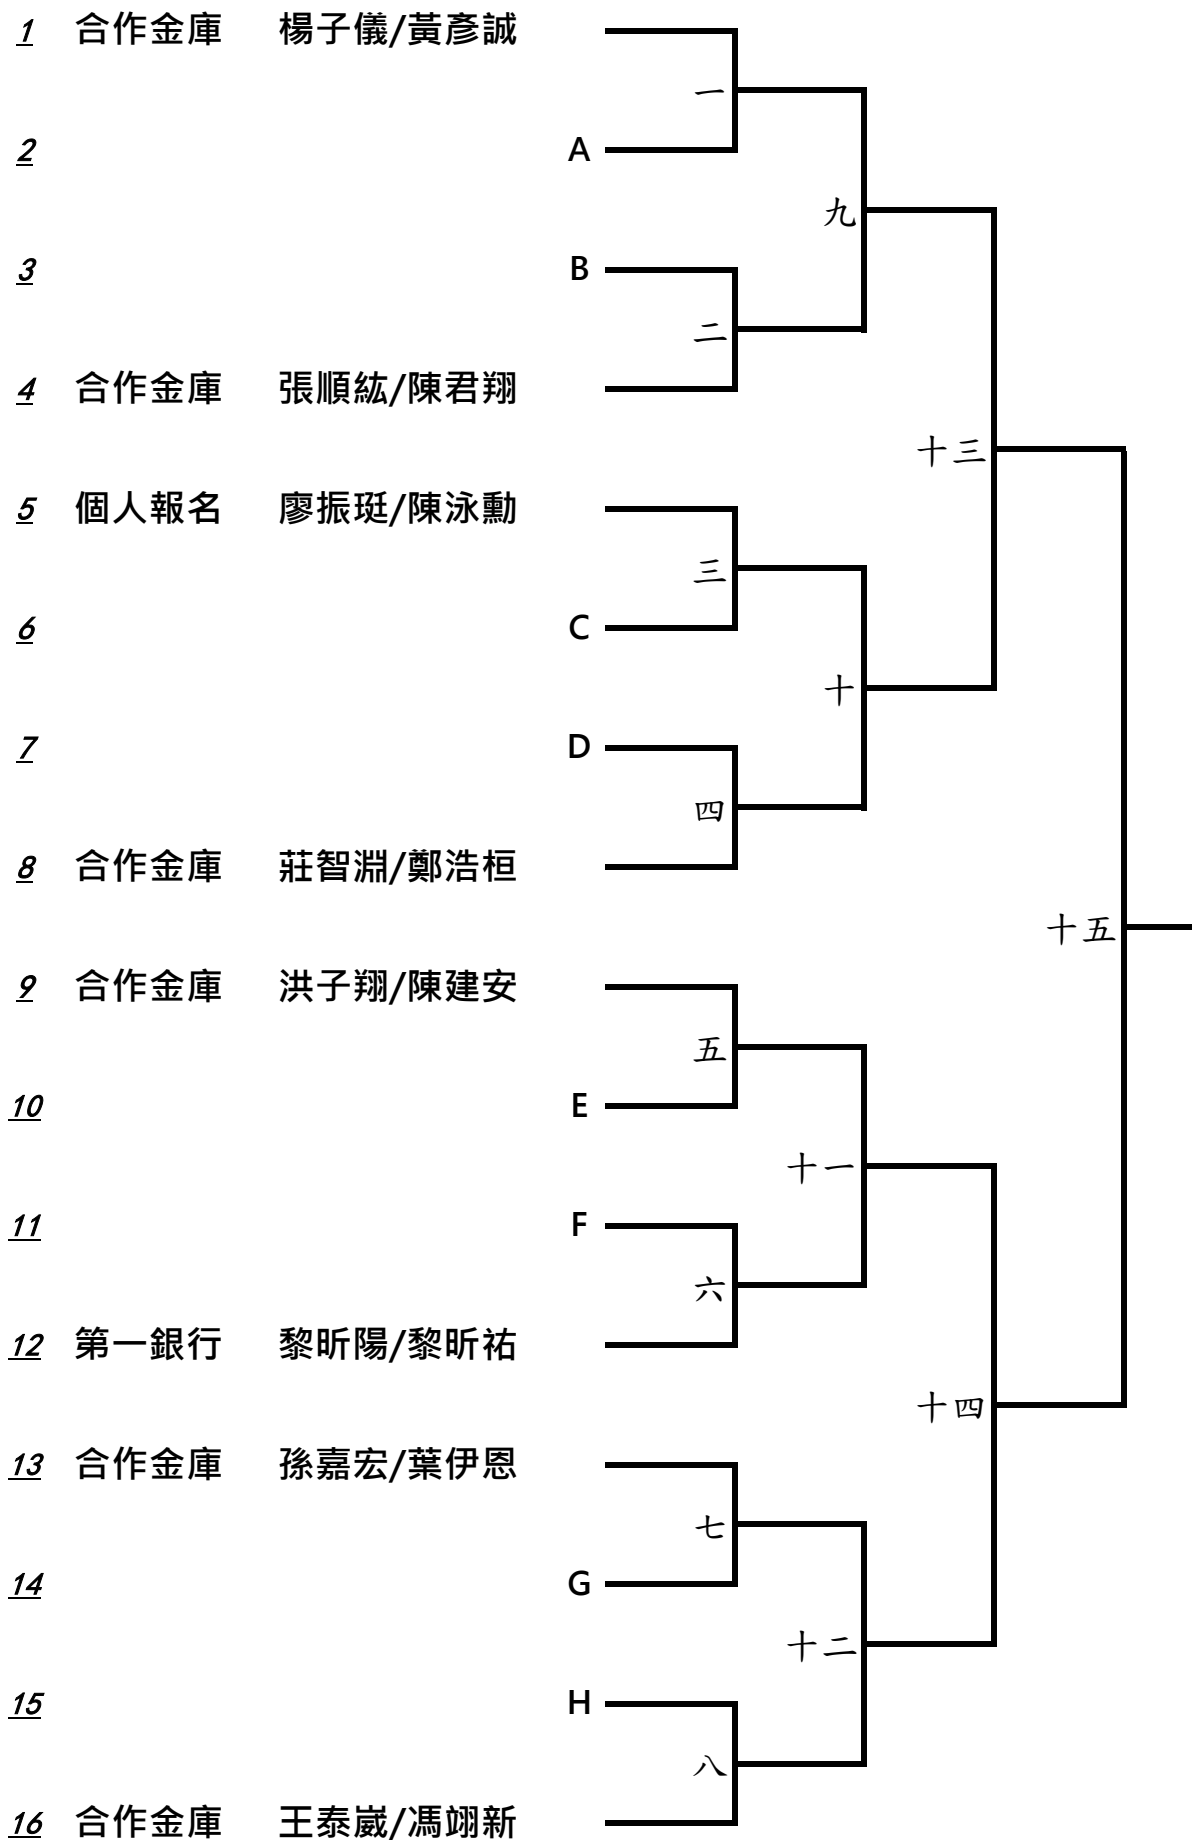 1 合作金庫 楊子儀/黃彥誠
一
2 A
九
3 B
二
4 合作金庫 張順紘/陳君翔
十三
5 個人報名 廖振珽/陳泳勳
三
6 C
十
7 D
四
8 合作金庫 莊智淵/鄭浩桓
十五
9 合作金庫 洪子翔/陳建安
五
10 E
十一
11 F
六
12 第一銀行 黎昕陽/黎昕祐
十四
13 合作金庫 孫嘉宏/葉伊恩
七
14 G
十二
15 H
八
16 合作金庫 王泰崴/馮翊新